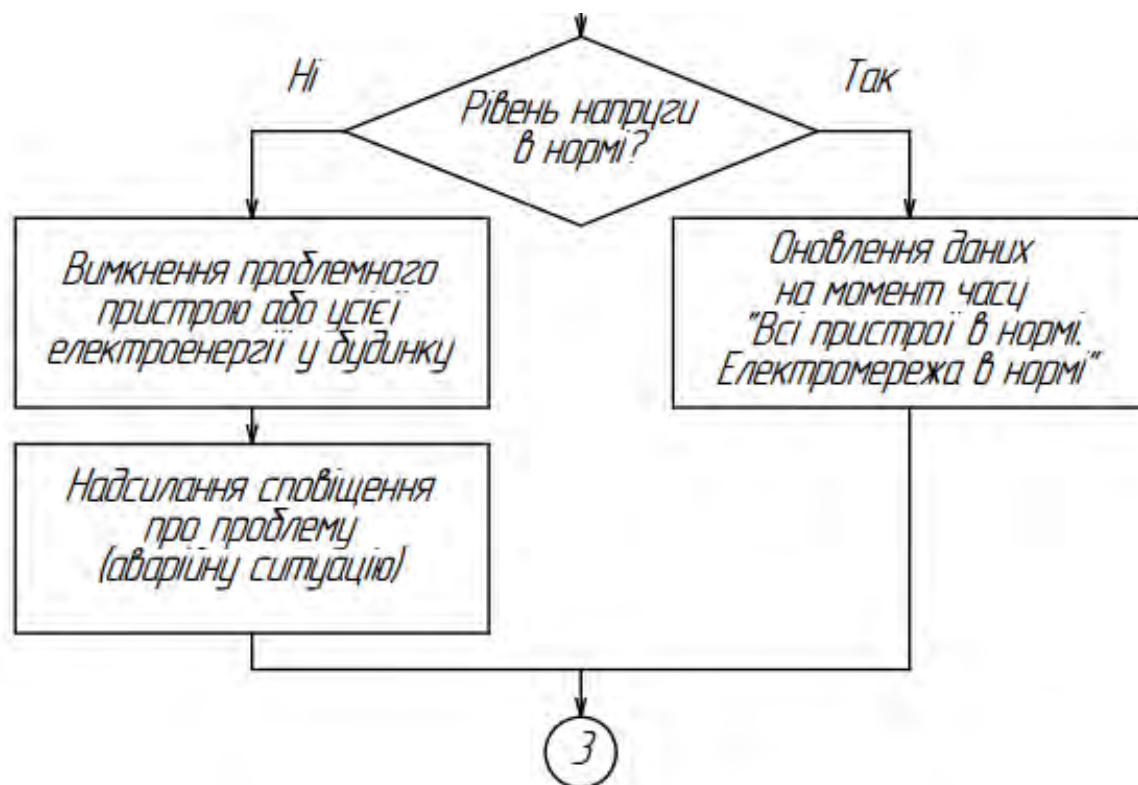 Ні
Так
Рівень напруги
в нормі?
Вимкнення проблемного
пристрою або усієї
електроенергії у будинку
Оновлення даних
на момент часу
"Всі пристрої в нормі.
Електромережа в нормі"
Надсилання сповіщення
про проблему
(аварійну ситуацію)
3